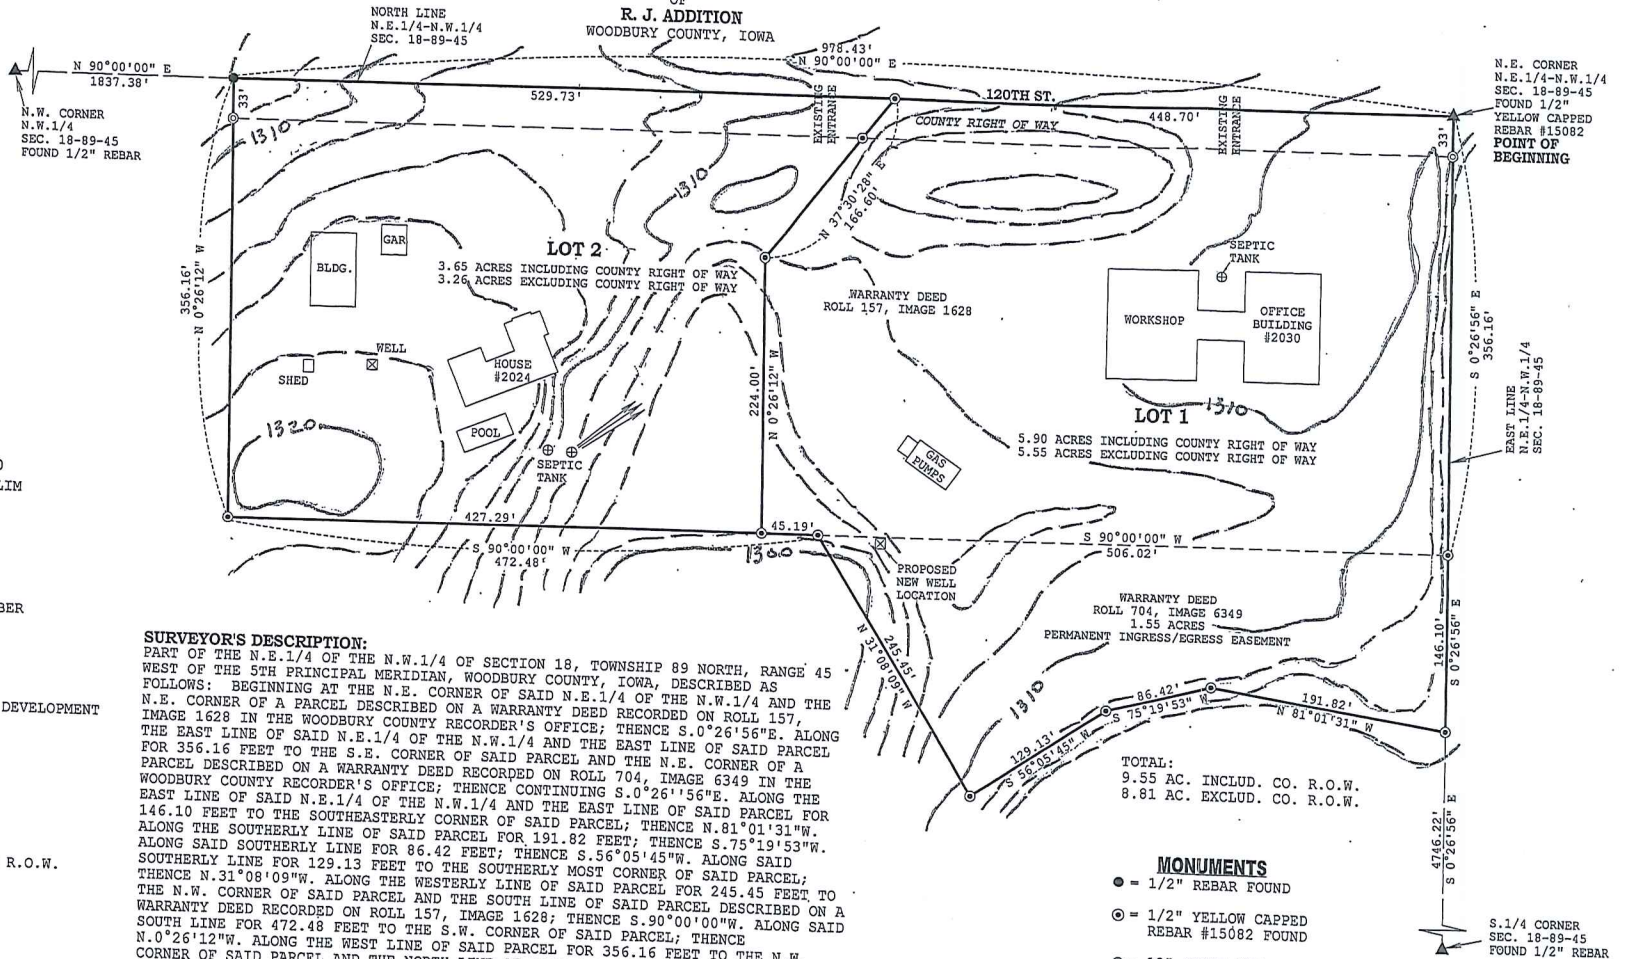 OF
R. J. ADDITION
WOODBURY COUNTY, IOWA
NORTH LINE
N.E.1/4-N.W.1/4
SEC. 18-89-45
N 90°00'00" E
1837.38'
N.W. CORNER
N.W.1/4
SEC. 18-89-45
FOUND 1/2" REBAR
978.43'
N 90°00'00" E
529.73'
120TH ST.
448.70'
33'
33'
EXISTING
ENTRANCE
EXISTING
ENTRANCE
COUNTY RIGHT OF WAY
N.E. CORNER
N.E.1/4-N.W.1/4
SEC. 18-89-45
FOUND 1/2"
YELLOW CAPPED
REBAR #15082
POINT OF
BEGINNING
1310
1310
N 37°30'28" E
166.60'
356.16'
N 0°26'12" W
GAR
BLDG.
LOT 2
3.65 ACRES INCLUDING COUNTY RIGHT OF WAY
3.26 ACRES EXCLUDING COUNTY RIGHT OF WAY
WARRANTY DEED
ROLL 157, IMAGE 1628
SEPTIC
TANK
WORKSHOP
OFFICE
BUILDING
#2030
S 0°26'56" E
356.16'
EAST LINE
N.E.1/4-N.W.1/4
SEC. 18-89-45
WELL
SHED
HOUSE
#2024
POOL
SEPTIC
TANK
1320
224.00'
N 0°26'12" W
1310
LOT 1
5.90 ACRES INCLUDING COUNTY RIGHT OF WAY
5.55 ACRES EXCLUDING COUNTY RIGHT OF WAY
GAS
PUMPS
427.29'
45.19'
S 90°00'00" W
472.48'
1300
S 90°00'00" W
506.02'
PROPOSED
NEW WELL
LOCATION
WARRANTY DEED
ROLL 704, IMAGE 6349
1.55 ACRES
PERMANENT INGRESS/EGRESS EASEMENT
146.10'
S 0°26'56" E
245.45'
N 31°08'09" W
1310
86.42'
S 75°19'53" W
191.82'
N 81°01'31" W
129.13'
S 56°05'45" W
TOTAL:
9.55 AC. INCLUD. CO. R.O.W.
8.81 AC. EXCLUD. CO. R.O.W.
4746.22'
S 0°26'56" E
LIM
BER
DEVELOPMENT
R.O.W.
SURVEYOR'S DESCRIPTION:
PART OF THE N.E.1/4 OF THE N.W.1/4 OF SECTION 18, TOWNSHIP 89 NORTH, RANGE 45
WEST OF THE 5TH PRINCIPAL MERIDIAN, WOODBURY COUNTY, IOWA, DESCRIBED AS
FOLLOWS: BEGINNING AT THE N.E. CORNER OF SAID N.E.1/4 OF THE N.W.1/4 AND THE
N.E. CORNER OF A PARCEL DESCRIBED ON A WARRANTY DEED RECORDED ON ROLL 157,
IMAGE 1628 IN THE WOODBURY COUNTY RECORDER'S OFFICE; THENCE S.0°26'56"E. ALONG
THE EAST LINE OF SAID N.E.1/4 OF THE N.W.1/4 AND THE EAST LINE OF SAID PARCEL
FOR 356.16 FEET TO THE S.E. CORNER OF SAID PARCEL AND THE N.E. CORNER OF A
PARCEL DESCRIBED ON A WARRANTY DEED RECORDED ON ROLL 704, IMAGE 6349 IN THE
WOODBURY COUNTY RECORDER'S OFFICE; THENCE CONTINUING S.0°26''56"E. ALONG THE
EAST LINE OF SAID N.E.1/4 OF THE N.W.1/4 AND THE EAST LINE OF SAID PARCEL FOR
146.10 FEET TO THE SOUTHEASTERLY CORNER OF SAID PARCEL; THENCE N.81°01'31"W.
ALONG THE SOUTHERLY LINE OF SAID PARCEL FOR 191.82 FEET; THENCE S.75°19'53"W.
ALONG SAID SOUTHERLY LINE FOR 86.42 FEET; THENCE S.56°05'45"W. ALONG SAID
SOUTHERLY LINE FOR 129.13 FEET TO THE SOUTHERLY MOST CORNER OF SAID PARCEL;
THENCE N.31°08'09"W. ALONG THE WESTERLY LINE OF SAID PARCEL FOR 245.45 FEET TO
THE N.W. CORNER OF SAID PARCEL AND THE SOUTH LINE OF SAID PARCEL DESCRIBED ON A
WARRANTY DEED RECORDED ON ROLL 157, IMAGE 1628; THENCE S.90°00'00"W. ALONG SAID
SOUTH LINE FOR 472.48 FEET TO THE S.W. CORNER OF SAID PARCEL; THENCE
N.0°26'12"W. ALONG THE WEST LINE OF SAID PARCEL FOR 356.16 FEET TO THE N.W.
CORNER OF SAID PARCEL AND THE NORTH LINE
MONUMENTS
● = 1/2" REBAR FOUND
⊙ = 1/2" YELLOW CAPPED
REBAR #15082 FOUND
S.1/4 CORNER
SEC. 18-89-45
FOUND 1/2" REBAR